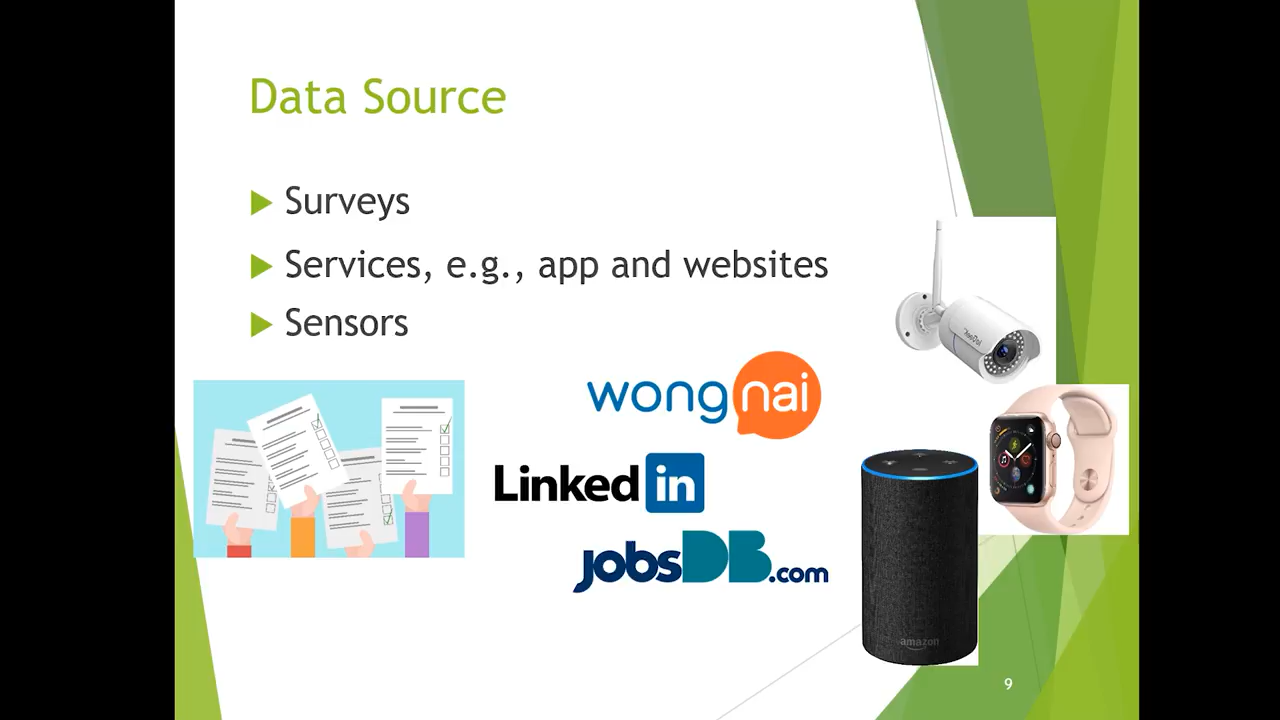 Data Source
Surveys
Services, e.g., app and websites
Sensors
wongnai
Linked in
jobsDB.com
amazon
9